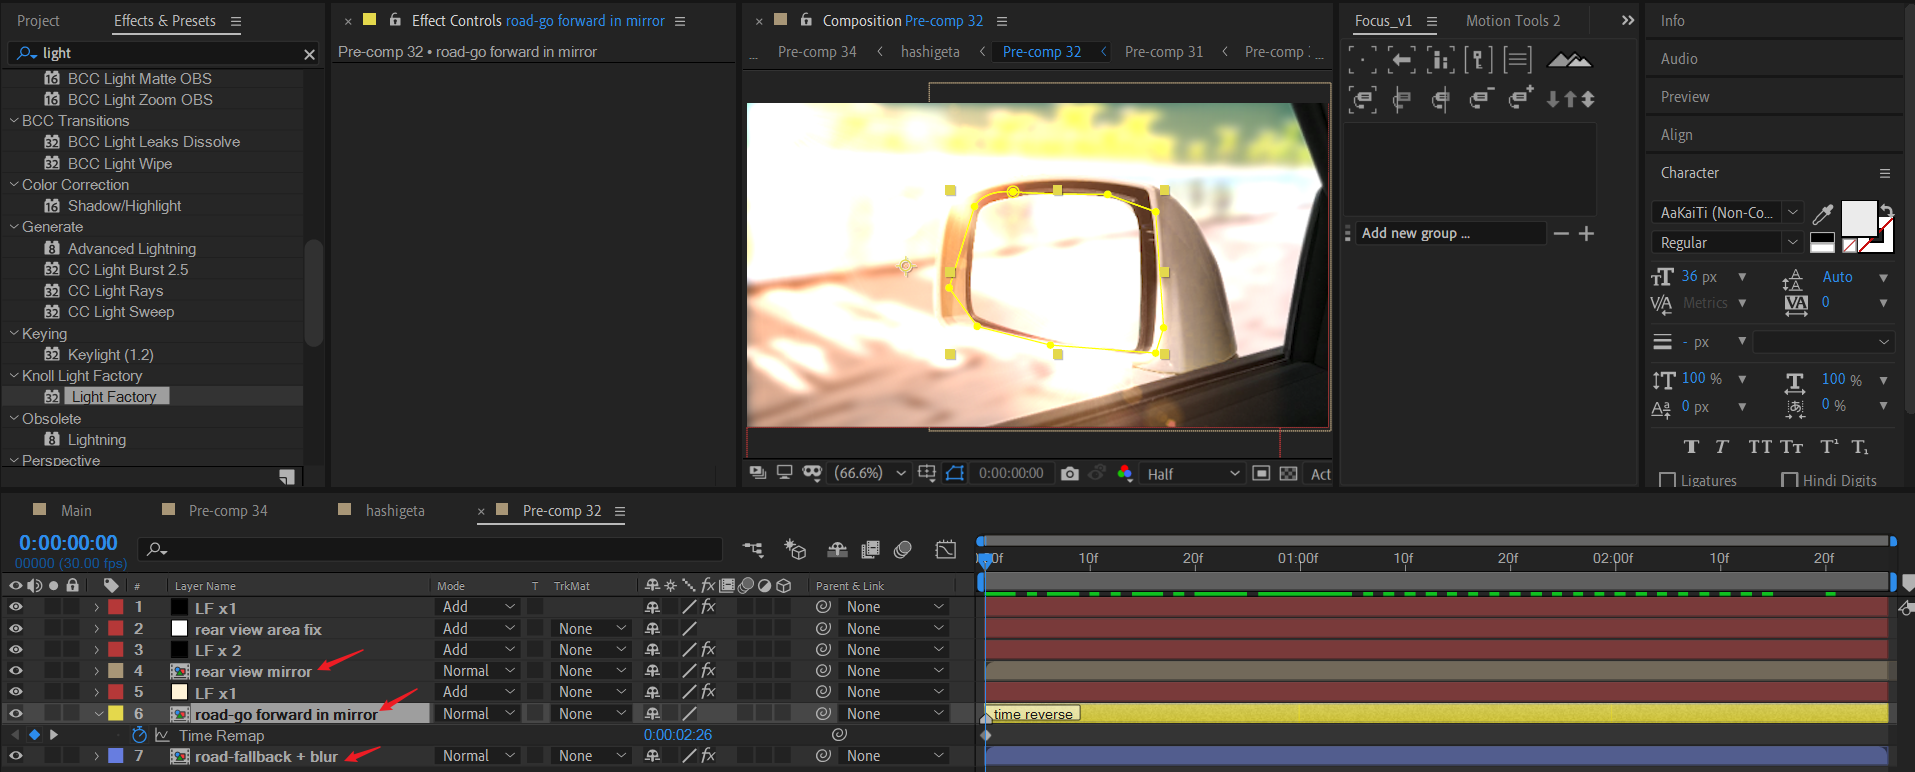 Project
Effects & Presets
Effect Controls road-go forward in mirror
Composition Pre-comp 32
Focus_v1
Motion Tools 2
Info
light
Pre-comp 32 • road-go forward in mirror
... Pre-comp 34 hashigeta Pre-comp 32 Pre-comp 31 Pre-comp : ...
Audio
BCC Light Matte OBS
BCC Light Zoom OBS
Preview
BCC Transitions
Align
BCC Light Leaks Dissolve
BCC Light Wipe
Character
Color Correction
Shadow/Highlight
AaKaiTi (Non-Co...
Generate
Add new group ...
Regular
Advanced Lightning
CC Light Burst 2.5
36 px
Auto
CC Light Rays
Metrics
0
CC Light Sweep
Keying
- px
Keylight (1.2)
Knoll Light Factory
100 %
100 %
Light Factory
0 px
0 %
Obsolete
Lightning
Perspective
(66.6%)
0:00:00:00
Half
Act
Ligatures
Hindi Digits
Main
Pre-comp 34
hashigeta
Pre-comp 32
0:00:00:00
00000 (30.00 fps)
00f 10f 20f 01:00f 10f 20f 02:00f 10f 20f
# Layer Name Mode T TrkMat Parent & Link
1 LF x1 Add None
2 rear view area fix Add None None
3 LF x 2 Add None None
4 rear view mirror Normal None None
5 LF x1 Add None None
6 road-go forward in mirror Normal None None
time reverse
Time Remap 0:00:02:26
7 road-fallback + blur Normal None None